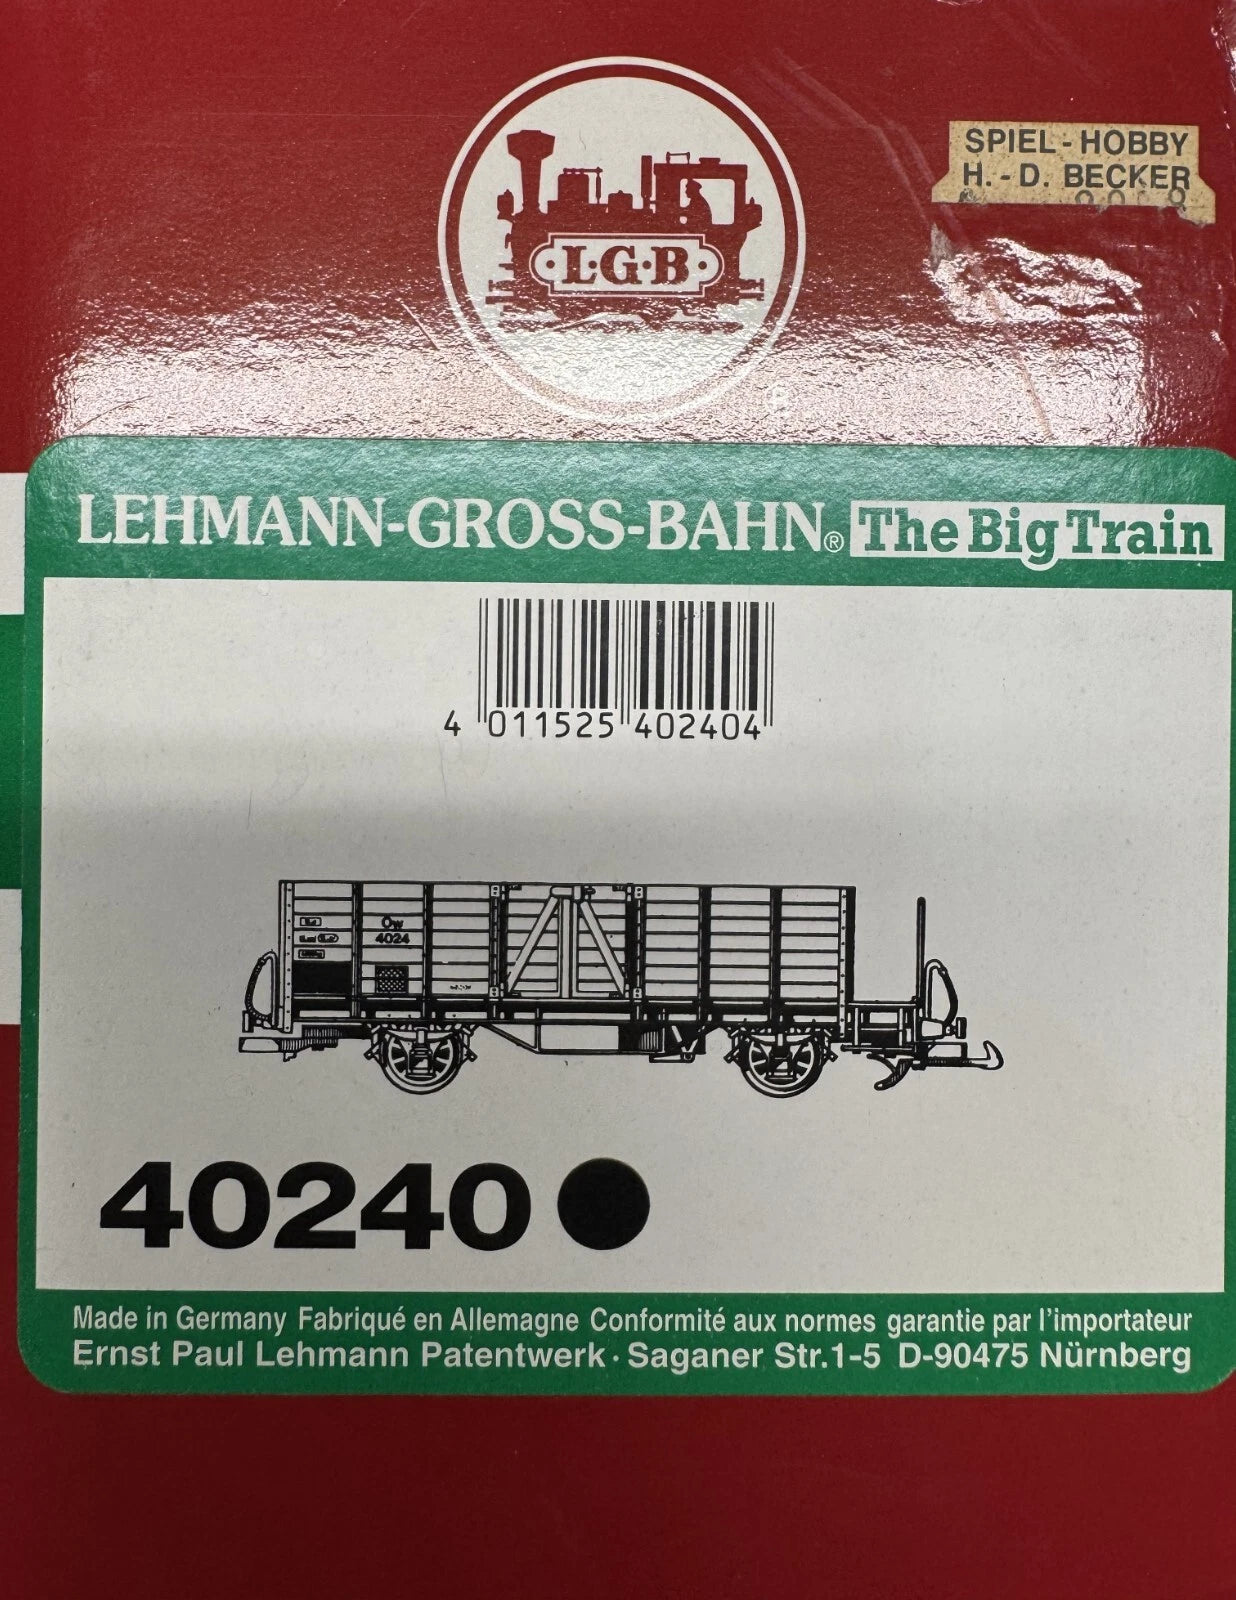 SPIEL-HOBBY
H.-D. BECKER
L·G·B
LEHMANN-GROSS-BAHN® The Big Train
4 011525 402404
Ow
4024
40240
Made in Germany Fabriqué en Allemagne Conformité aux normes garantie par l'importateur
Ernst Paul Lehmann Patentwerk · Saganer Str.1-5 D-90475 Nürnberg